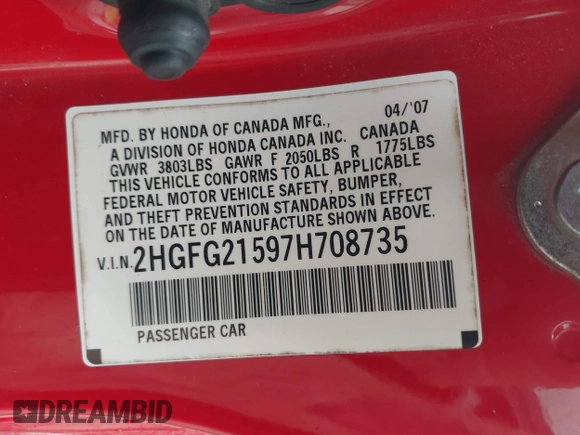 04/'07
MFD. BY HONDA OF CANADA MFG.,
A DIVISION OF HONDA CANADA INC. CANADA
GVWR 3803LBS GAWR F 2050LBS R 1775LBS
THIS VEHICLE CONFORMS TO ALL APPLICABLE
FEDERAL MOTOR VEHICLE SAFETY, BUMPER,
AND THEFT PREVENTION STANDARDS IN EFFECT
ON THE DATE OF MANUFACTURE SHOWN ABOVE.
V.I.N. 2HGFG21597H708735
PASSENGER CAR
DREAMBID